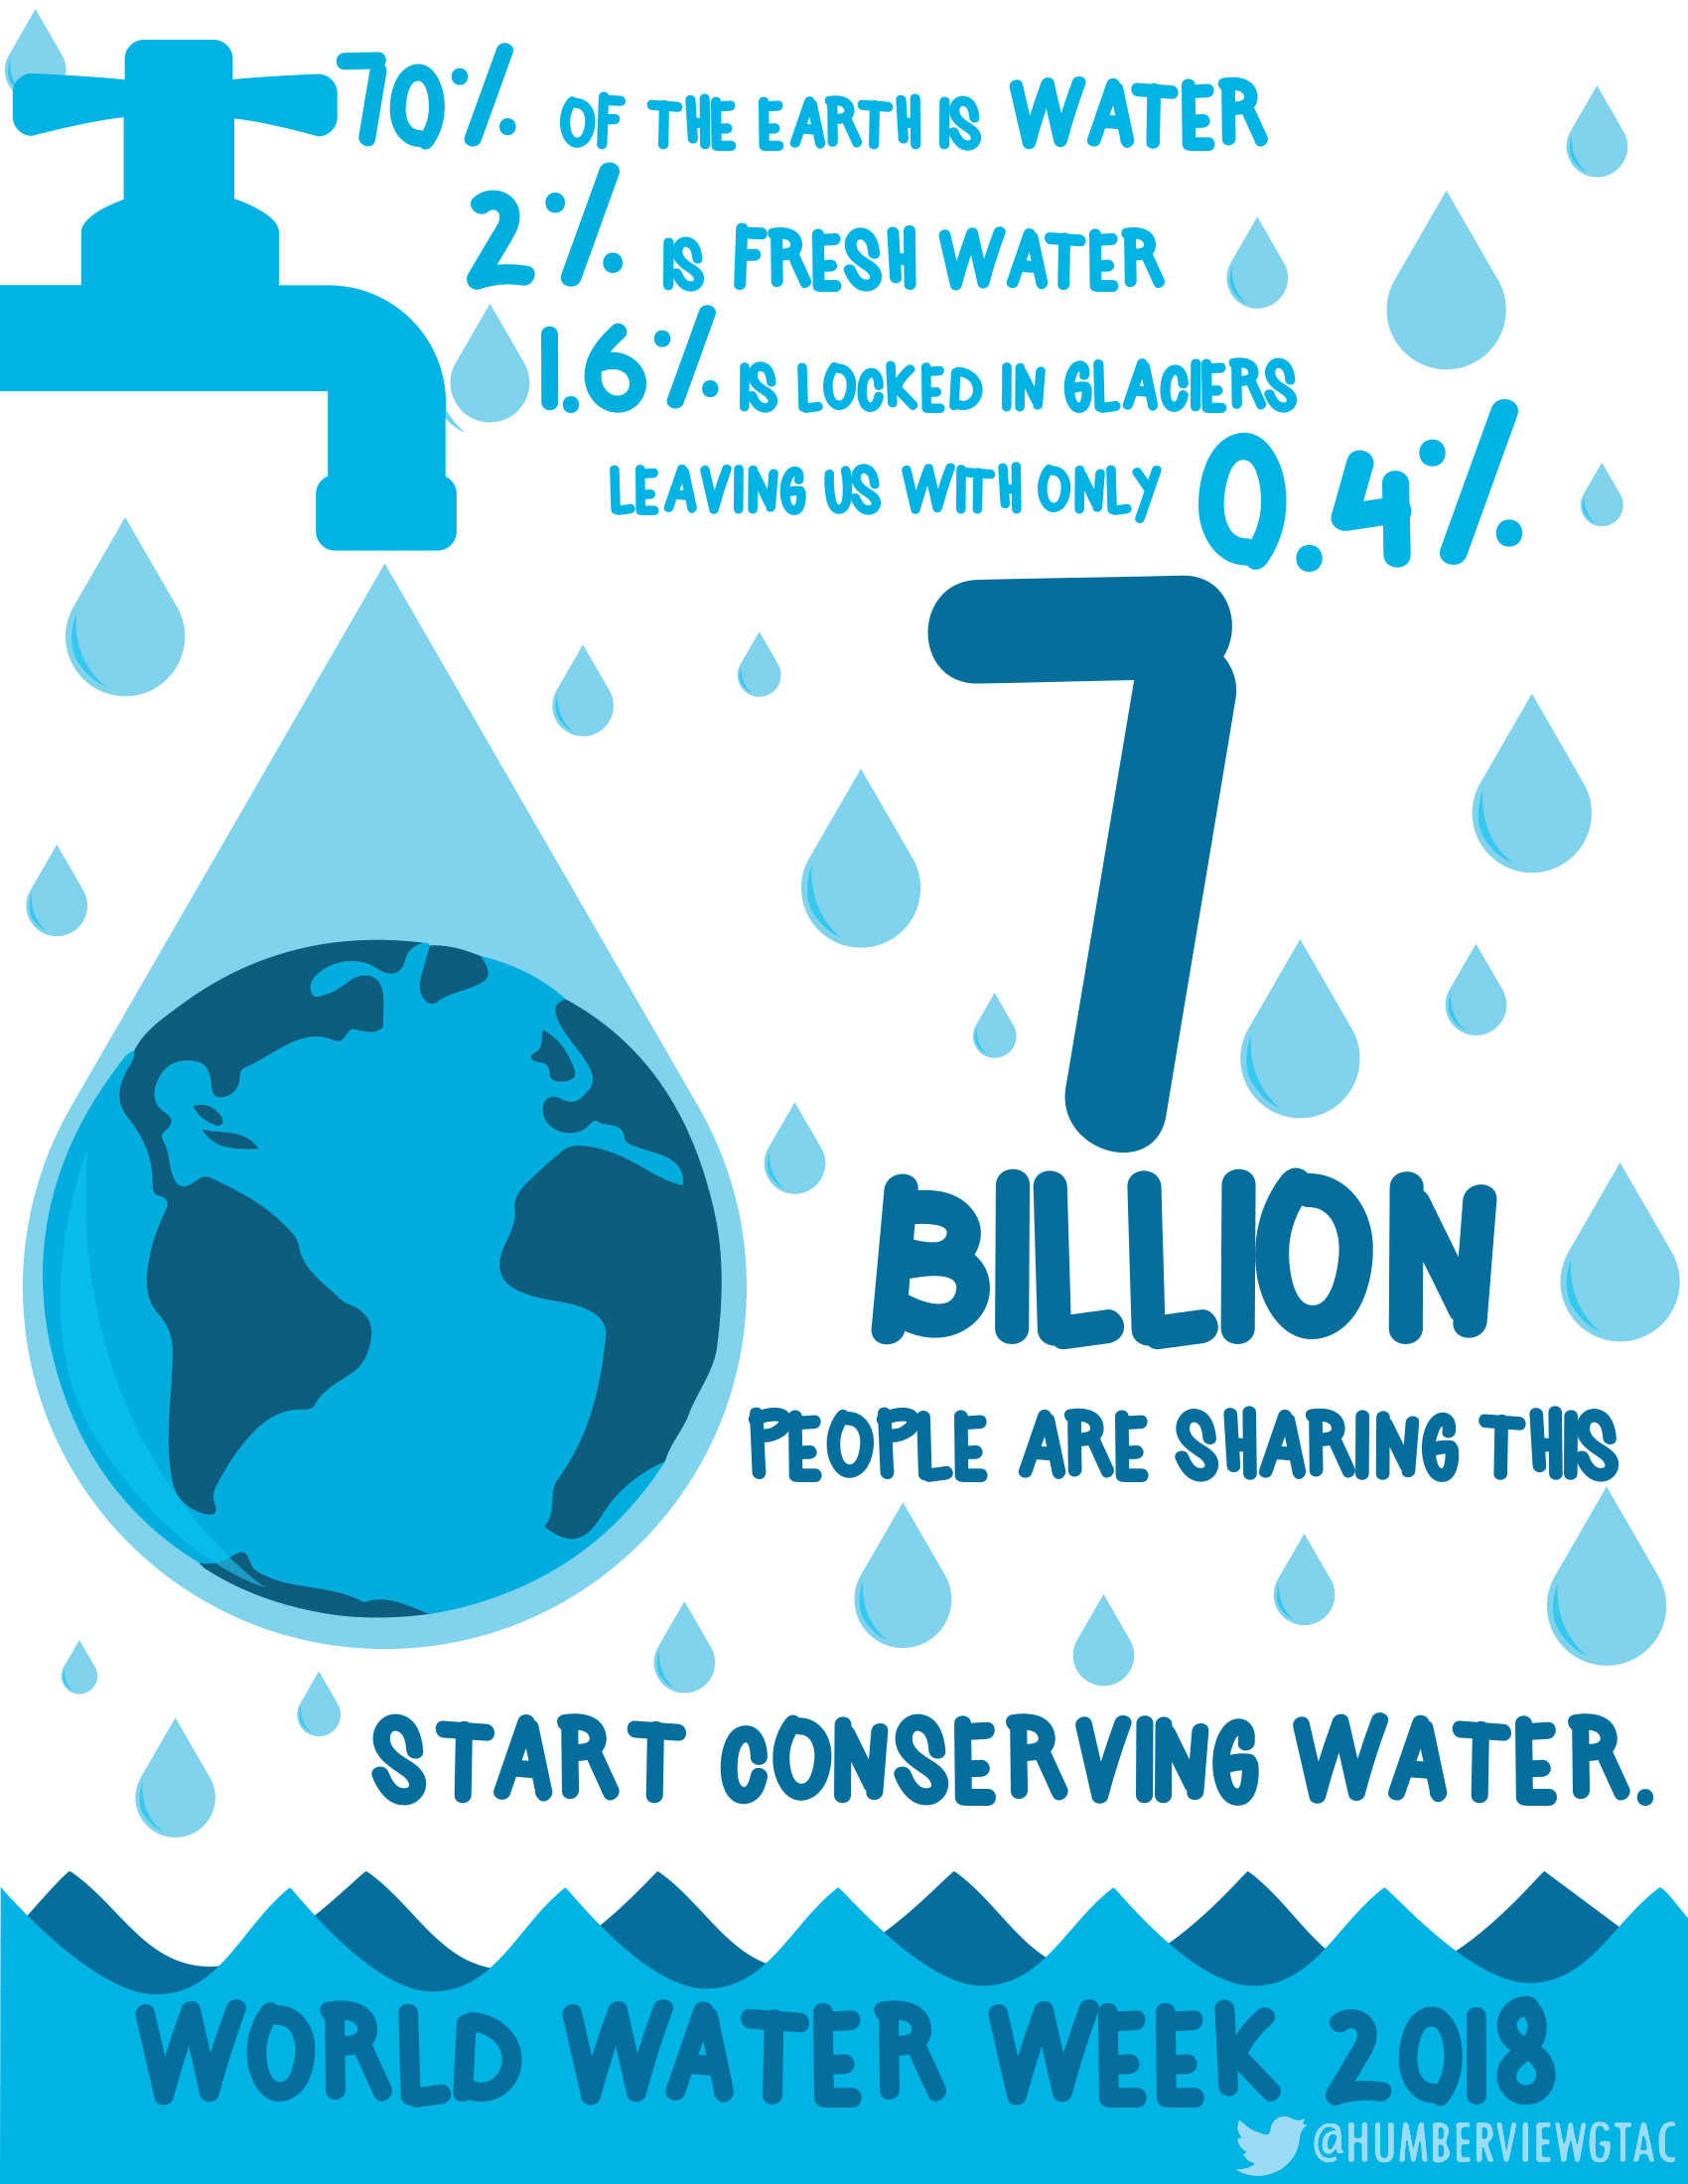 70% OF THE EARTH IS WATER
2% IS FRESH WATER
1.6% IS LOCKED IN GLACIERS
LEAVING US WITH ONLY 0.4%
7
BILLION
PEOPLE ARE SHARING THIS
START CONSERVING WATER.
WORLD WATER WEEK 2018
@HUMBERVIEWGTAC